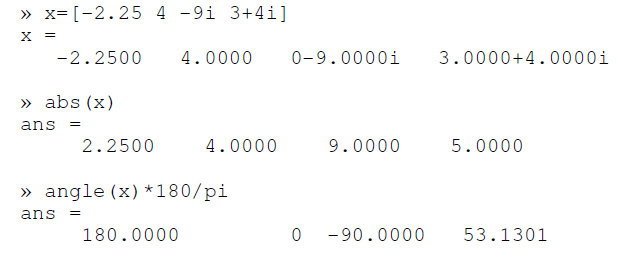 » x=[-2.25 4 -9i 3+4i]
x =
-2.2500 4.0000 0-9.0000i 3.0000+4.0000i
» abs(x)
ans =
2.2500 4.0000 9.0000 5.0000
» angle(x)*180/pi
ans =
180.0000 0 -90.0000 53.1301